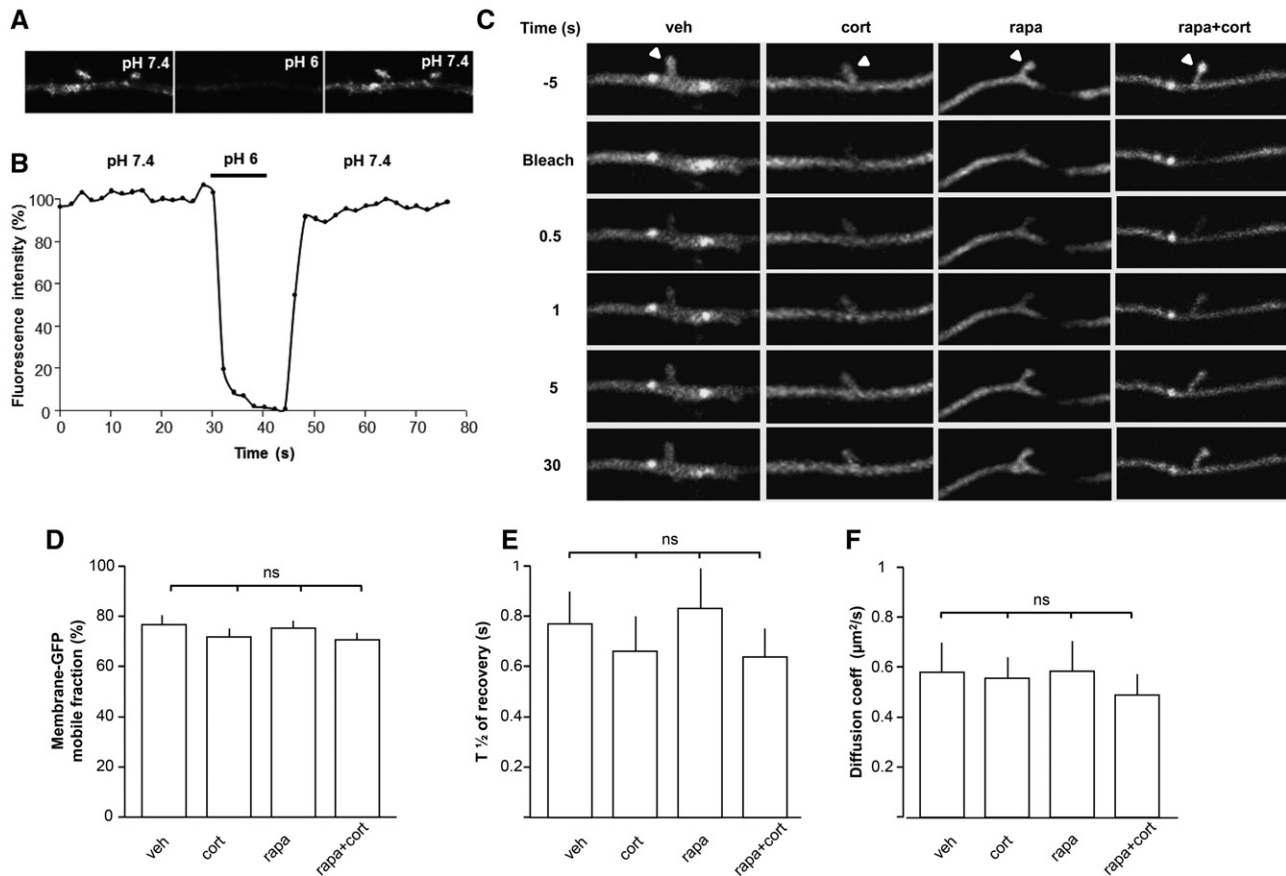 A
pH 7.4
pH 6
pH 7.4
B
pH 7.4
pH 6
pH 7.4
Fluorescence intensity (%)
100
80
60
40
20
0
0
10
20
30
40
50
60
70
80
Time (s)
C
Time (s)
veh
cort
rapa
rapa+cort
-5
Bleach
0.5
1
5
30
D
Membrane-GFP
mobile fraction (%)
100
80
60
40
20
0
ns
veh
cort
rapa
rapa+cort
E
T ½ of recovery (s)
1
0.8
0.6
0.4
0.2
ns
veh
cort
rapa
rapa+cort
F
Diffusion coeff (µm²/s)
1
0.8
0.6
0.4
0.2
ns
veh
cort
rapa
rapa+cort